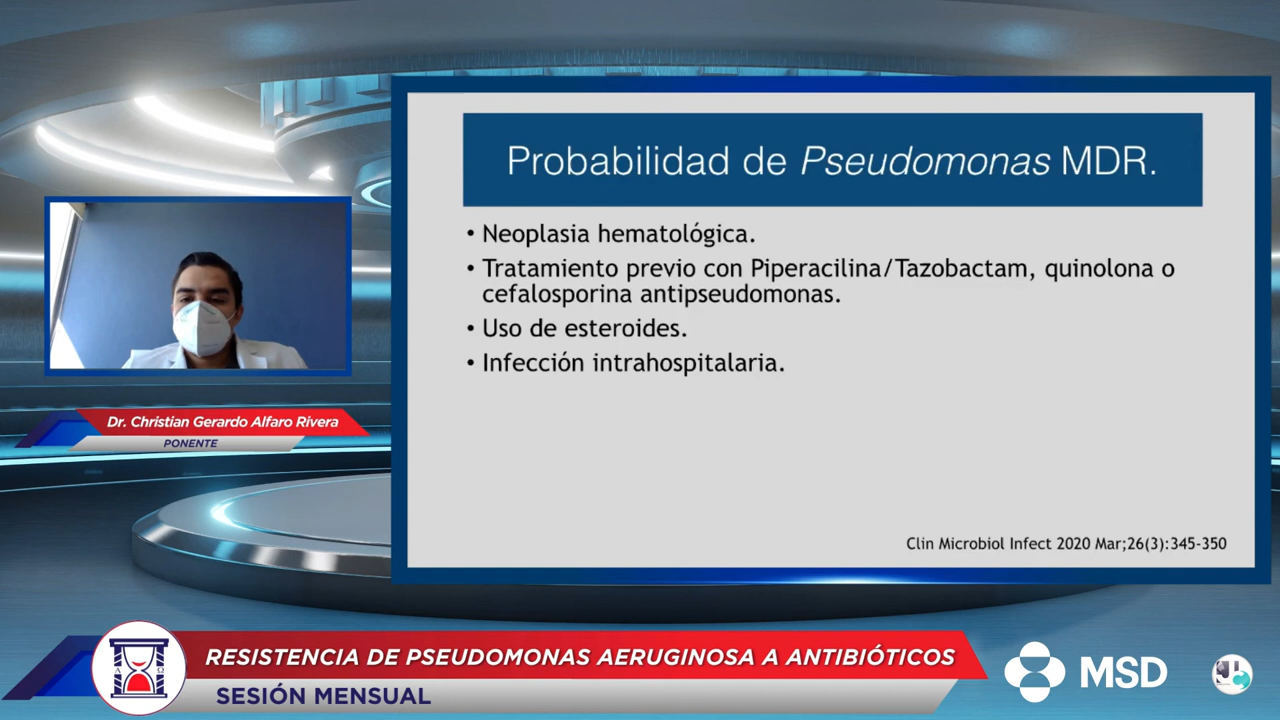 Probabilidad de Pseudomonas MDR.
• Neoplasia hematológica.
• Tratamiento previo con Piperacilina/Tazobactam, quinolona o
cefalosporina antipseudomonas.
• Uso de esteroides.
• Infección intrahospitalaria.
Clin Microbiol Infect 2020 Mar;26(3):345-350
Dr. Christian Gerardo Alfaro Rivera
PONENTE
RESISTENCIA DE PSEUDOMONAS AERUGINOSA A ANTIBIÓTICOS
SESIÓN MENSUAL
MSD